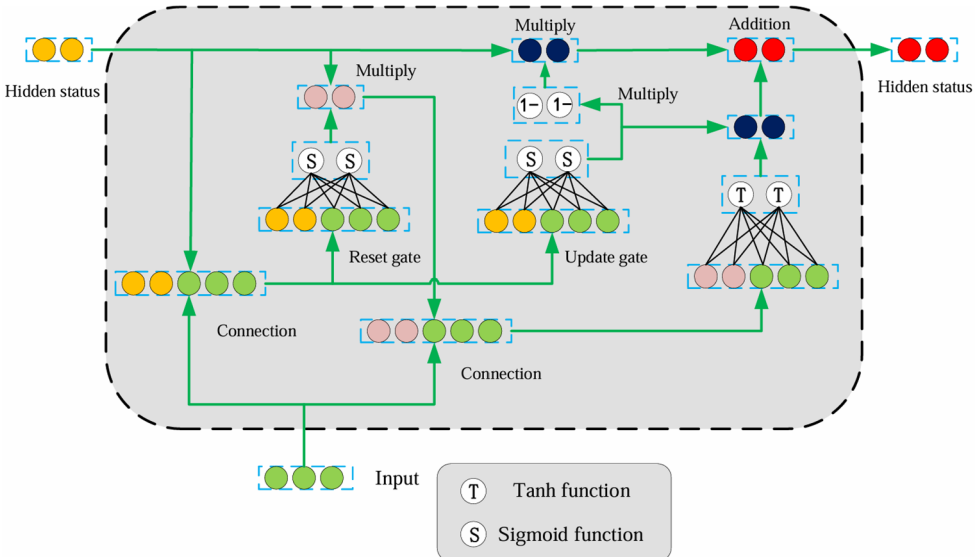 Multiply
Addition
Hidden status
Hidden status
Multiply
1- 1-
Multiply
S S
S S
T T
Reset gate
Update gate
Connection
Connection
Input
T Tanh function
S Sigmoid function